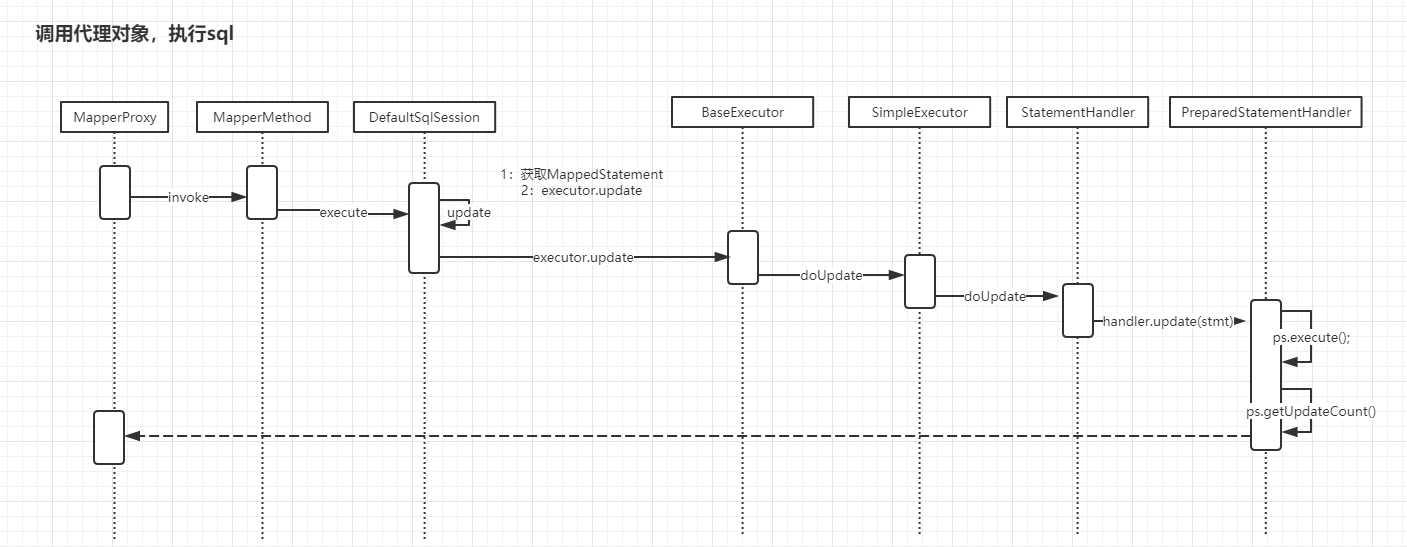 调用代理对象，执行sql
MapperProxy
MapperMethod
DefaultSqlSession
BaseExecutor
SimpleExecutor
StatementHandler
PreparedStatementHandler
1：获取MappedStatement
2：executor.update
invoke
execute
update
executor.update
doUpdate
doUpdate
handler.update(stmt)
ps.execute();
ps.getUpdateCount()